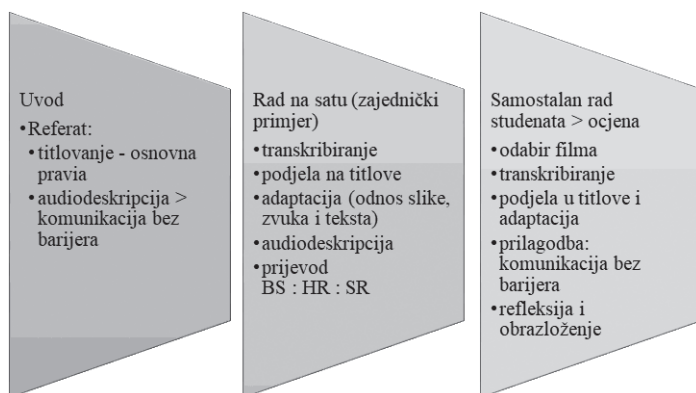 Uvod
•Referat:
•titlovanje - osnovna
pravia
•audiodeskripcija >
komunikacija bez
barijera
Rad na satu (zajednički
primjer)
•transkribiranje
•podjela na titlove
•adaptacija (odnos slike,
zvuka i teksta)
•audiodeskripcija
•prijevod
BS : HR : SR
Samostalan rad
studenata > ocjena
•odabir filma
•transkribiranje
•podjela u titlove i
adaptacija
•prilagodba:
komunikacija bez
barijera
•refleksija i
obrazloženje